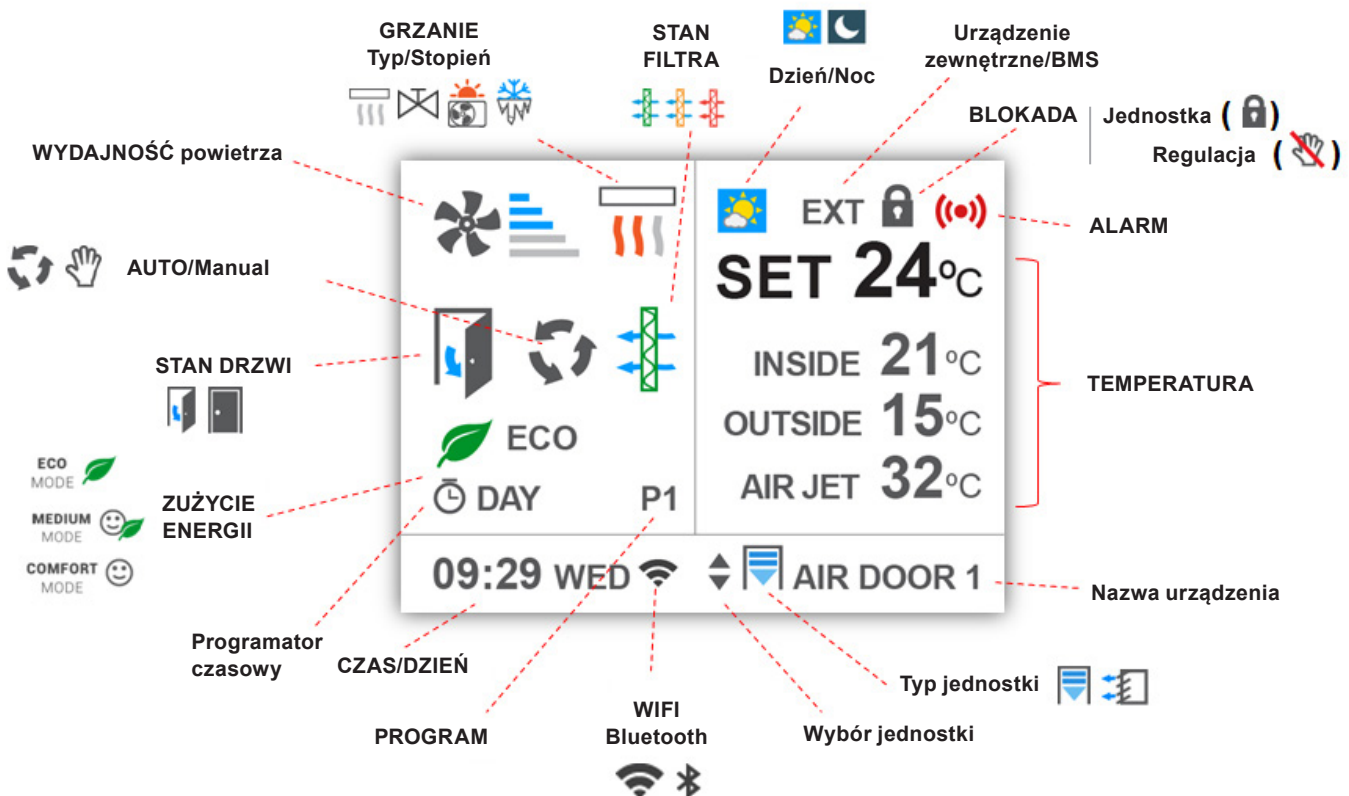 GRZANIE
Typ/Stopień
STAN
FILTRA
Dzień/Noc
Urządzenie
zewnętrzne/BMS
BLOKADA
Jednostka ( )
Regulacja ( )
WYDAJNOŚĆ powietrza
EXT
ALARM
SET 24°C
AUTO/Manual
INSIDE 21°C
STAN DRZWI
TEMPERATURA
OUTSIDE 15°C
ECO
AIR JET 32°C
ECO
MODE
MEDIUM
MODE
COMFORT
MODE
ZUŻYCIE
ENERGII
DAY P1
09:29 WED
AIR DOOR 1
Nazwa urządzenia
Programator
czasowy
CZAS/DZIEŃ
PROGRAM
WIFI
Bluetooth
Typ jednostki
Wybór jednostki